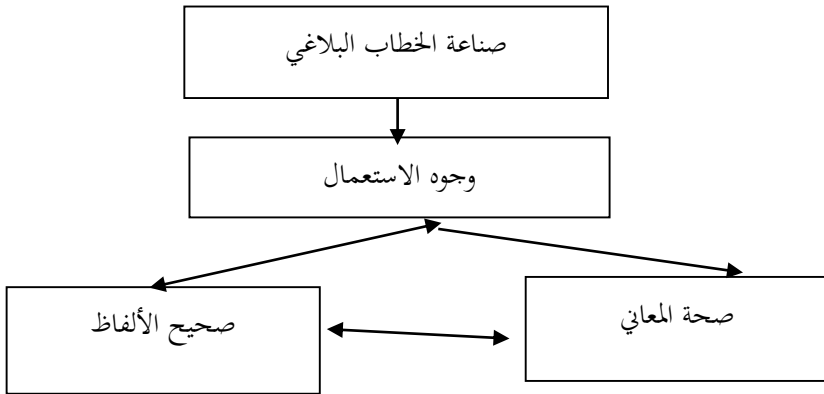 صناعة الخطاب البلاغي
وجوه الاستعمال
صحة المعاني
صحيح الألفاظ